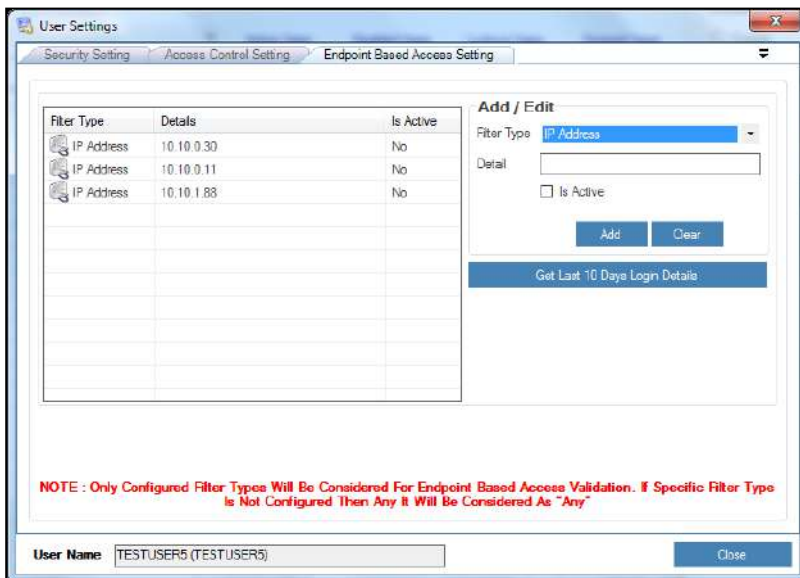 User Settings
Security Setting Access Control Setting Endpoint Based Access Setting
Filter Type Details Is Active
IP Address 10.10.0.30 No
IP Address 10.10.0.11 No
IP Address 10.10.1.88 No
Add / Edit
Filter Type IP Address
Detail
Is Active
Add Clear
Get Last 10 Days Login Details
NOTE : Only Configured Filter Types Will Be Considered For Endpoint Based Access Validation. If Specific Filter Type
Is Not Configured Then Any It Will Be Considered As "Any"
User Name TESTUSER5 (TESTUSER5) Close